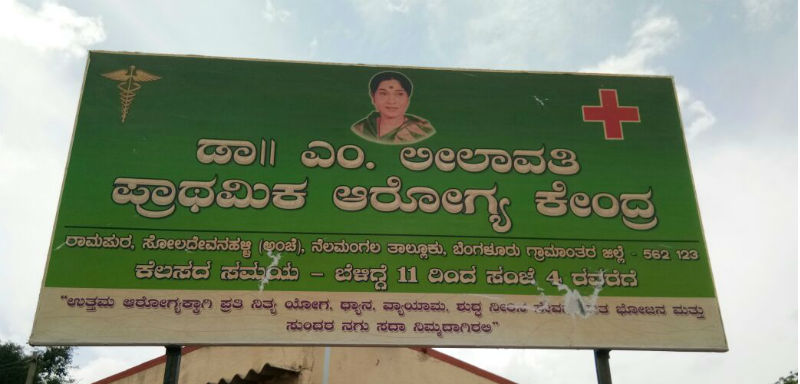 ಡಾ॥ ಎಂ. ಲೀಲಾವತಿ
ಪ್ರಾಥಮಿಕ ಆರೋಗ್ಯ ಕೇಂದ್ರ
ರಾಮಪುರ, ಸೋಲದೇವನಹಳ್ಳಿ (ಅಂಚೆ), ನೆಲಮಂಗಲ ತಾಲ್ಲೂಕು, ಬೆಂಗಳೂರು ಗ್ರಾಮಾಂತರ ಜಿಲ್ಲೆ - 562 123
ಕೆಲಸದ ಸಮಯ - ಬೆಳಿಗ್ಗೆ 11 ರಿಂದ ಸಂಜೆ 4 ರವರೆಗೆ
"ಉತ್ತಮ ಆರೋಗ್ಯಕ್ಕಾಗಿ ಪ್ರತಿ ನಿತ್ಯ ಯೋಗ, ಧ್ಯಾನ, ವ್ಯಾಯಾಮ, ಶುದ್ಧ ನೀರಿನ ಭೋಜನ ಮತ್ತು
ಸುಂದರ ನಗು ಸದಾ ನಿಮ್ಮದಾಗಿರಲಿ"